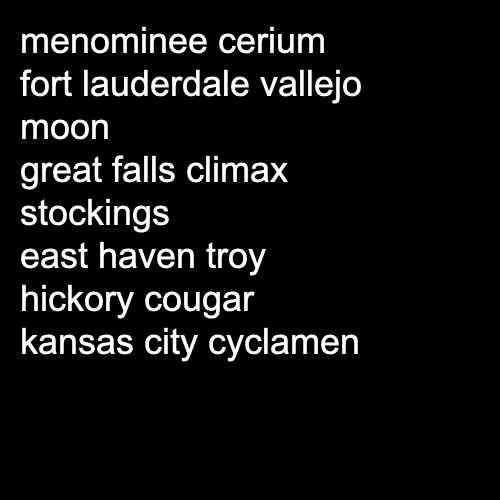 menominee cerium
fort lauderdale vallejo
moon
great falls climax
stockings
east haven troy
hickory cougar
kansas city cyclamen